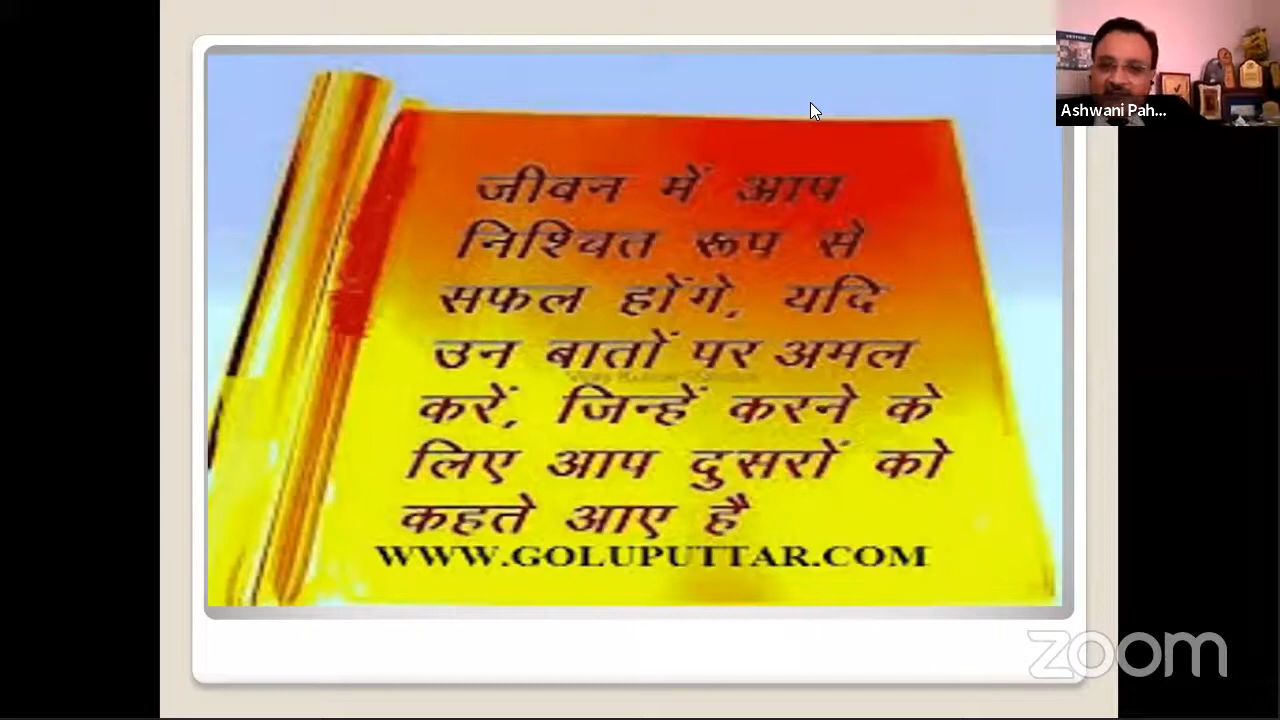 जीवन में आप
निश्चित रूप से
सफल होंगे, यदि
उन बातों पर अमल
करें, जिन्हें करने के
लिए आप दुसरों को
कहते आए है
WWW.GOLUPUTTAR.COM
Ashwani Pah...
zoom